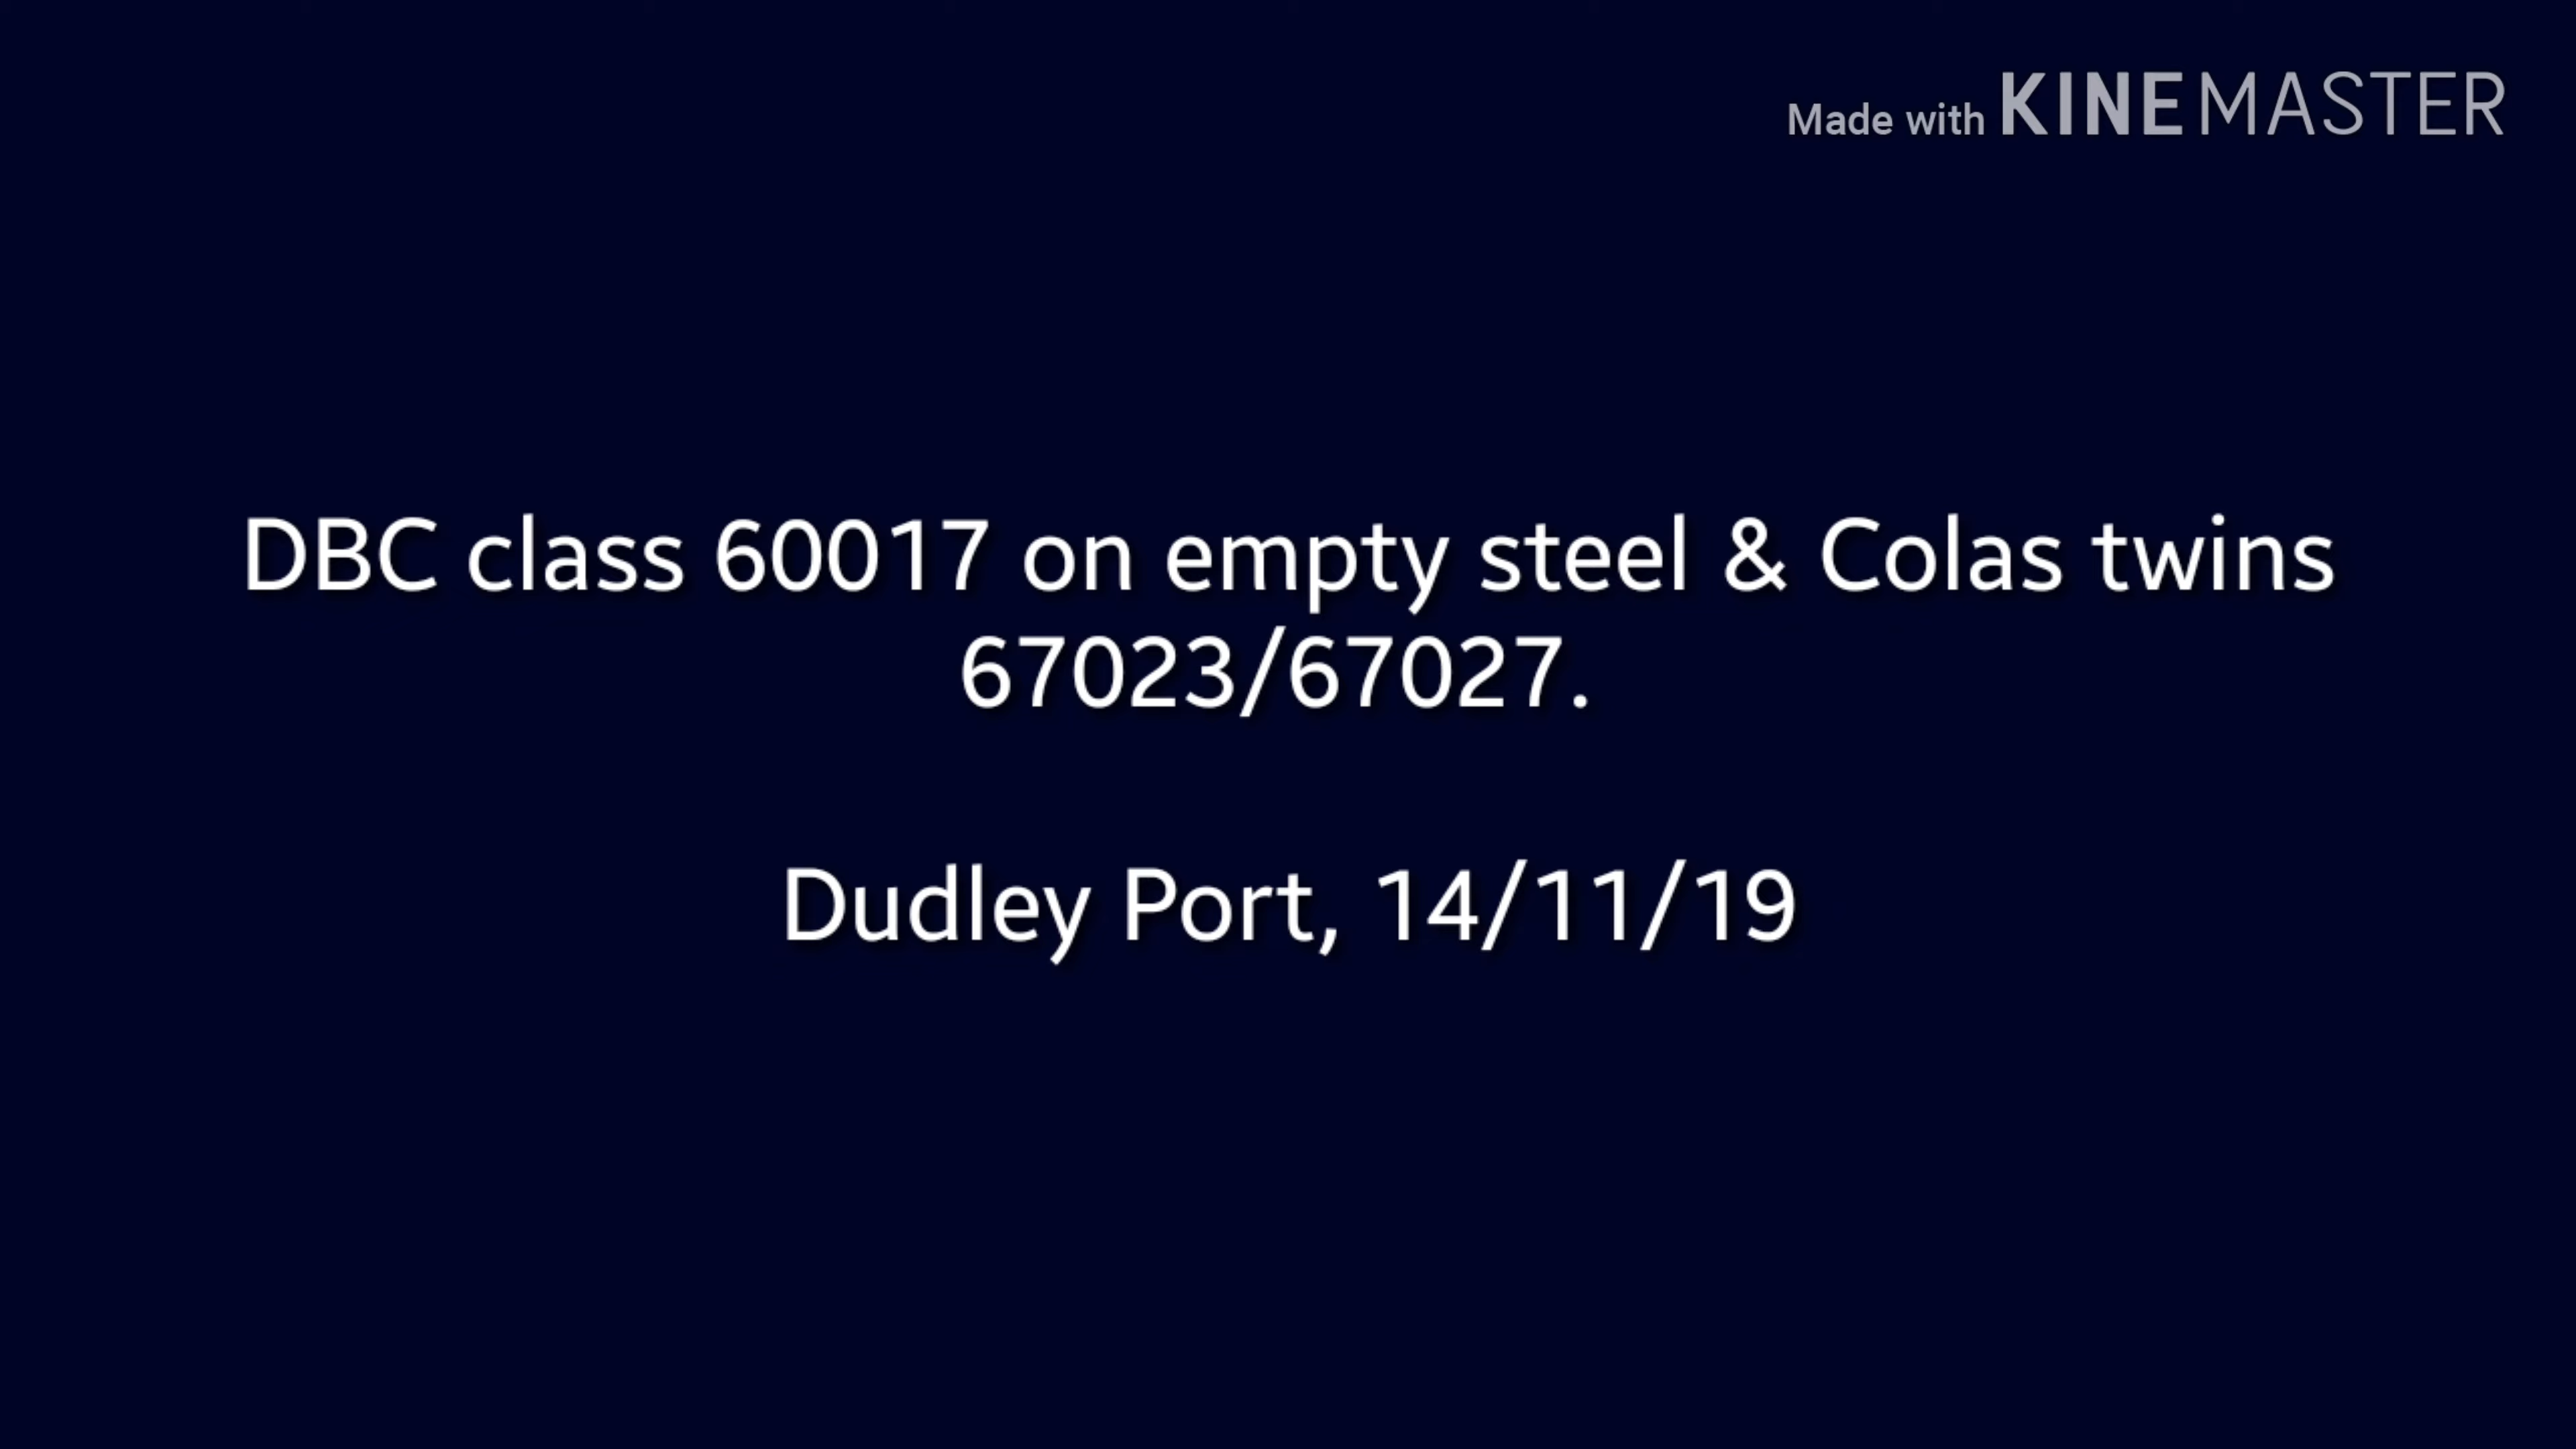 Made with KINEMASTER
DBC class 60017 on empty steel & Colas twins
67023/67027.
Dudley Port, 14/11/19